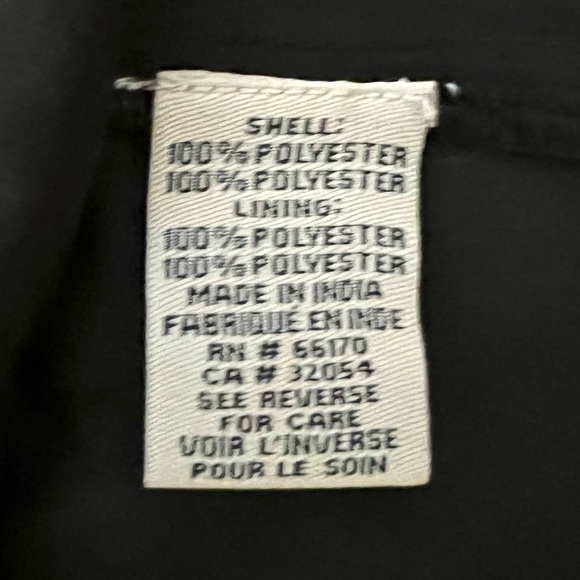 SHELL:
100% POLYESTER
100% POLYESTER
LINING:
100% POLYESTER
100% POLYESTER
MADE IN INDIA
FABRIQUE EN INDE
RN # 66170
CA # 32054
SEE REVERSE
FOR CARE
VOIR L'INVERSE
POUR LE SOIN